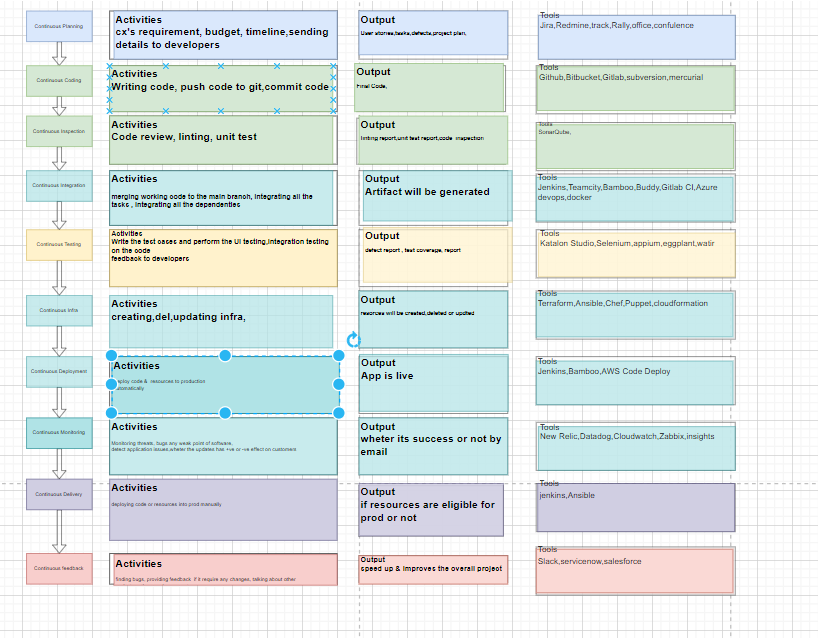 Continuous Planning
Activities
cx's requirement, budget, timeline,sending
details to developers
Output
User stories,tasks,defects,project plan,
Tools
Jira,Redmine,track,Rally,office,confulence
Continuous Coding
Activities
Writing code, push code to git,commit code
Output
Final Code,
Tools
Github,Bitbucket,Gitlab,subversion,mercurial
Continuous Inspection
Activities
Code review, linting, unit test
Output
linting report,unit test report,code inspection
Tools
SonarQube,
Continuous Integration
Activities
merging working code to the main branch, integrating all the
tasks , integrating all the dependenties
Output
Artifact will be generated
Tools
Jenkins,Teamcity,Bamboo,Buddy,Gitlab CI,Azure
devops,docker
Continuous Testing
Activities
Write the test cases and perform the UI testing,integration testing
on the code
feedback to developers
Output
defect report , test coverage, report
Tools
Katalon Studio,Selenium,appium,eggplant,watir
Continuous Infra
Activities
creating,del,updating infra,
Output
resorces will be created,deleted or updted
Tools
Terraform,Ansible,Chef,Puppet,cloudformation
Continuous Deployment
Activities
deploy code & resources to production
automatically
Output
App is live
Tools
Jenkins,Bamboo,AWS Code Deploy
Continuous Monitoring
Activities
Monitoring threats, bugs any weak point of software,
detect application issues,wheter the updates has +ve or -ve effect on customers
Output
wheter its success or not by
email
Tools
New Relic,Datadog,Cloudwatch,Zabbix,insights
Continuous Delivery
Activities
deploying code or resources into prod manually
Output
if resources are eligible for
prod or not
Tools
jenkins,Ansible
Continuous feedback
Activities
finding bugs, providing feedback if it require any changes, talking about other
Output
speed up & improves the overall project
Tools
Slack,servicenow,salesforce